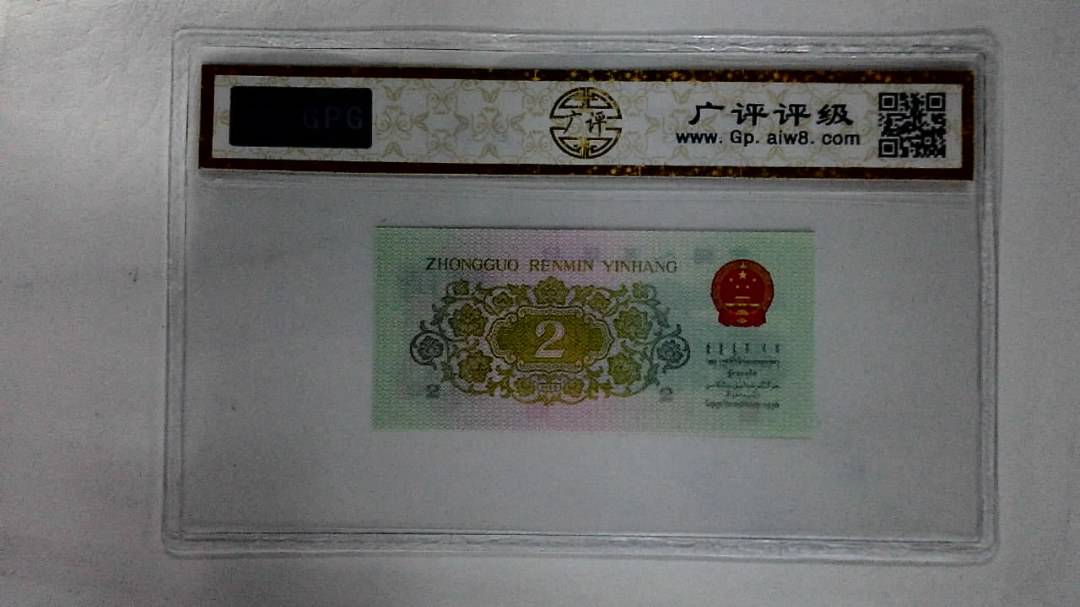 GPG
广评
广评评级
www. Gp. aiw8. com
ZHONGGUO RENMIN YINHANG
2
2
2